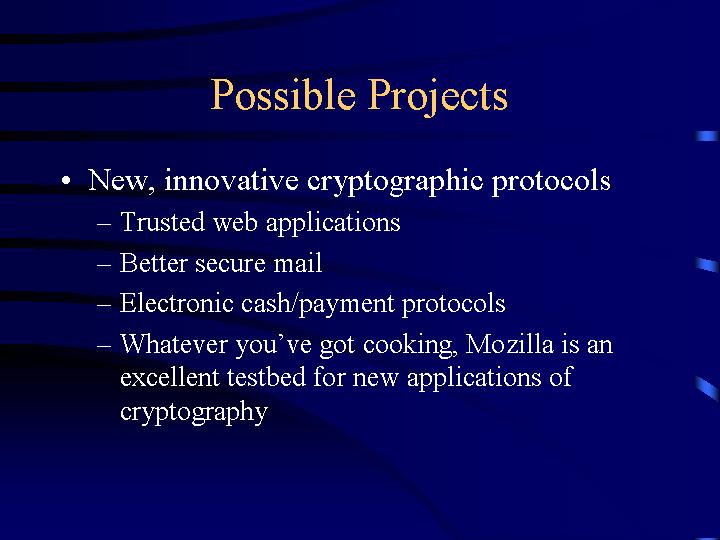 Possible Projects
• New, innovative cryptographic protocols
– Trusted web applications
– Better secure mail
– Electronic cash/payment protocols
– Whatever you’ve got cooking, Mozilla is an
excellent testbed for new applications of
cryptography